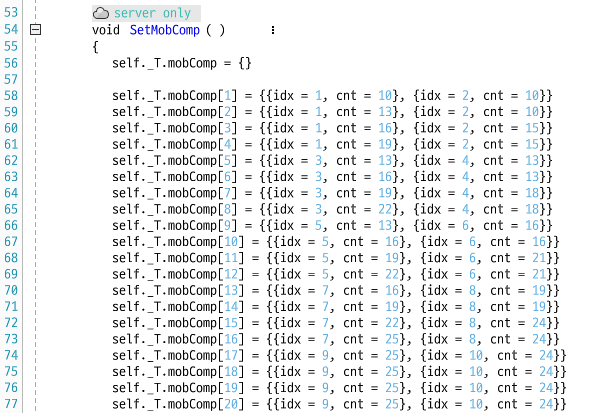 53 server only
54 void SetMobComp ( )
55 {
56 self._T.mobComp = {}
57
58 self._T.mobComp[1] = {{idx = 1, cnt = 10}, {idx = 2, cnt = 10}}
59 self._T.mobComp[2] = {{idx = 1, cnt = 13}, {idx = 2, cnt = 10}}
60 self._T.mobComp[3] = {{idx = 1, cnt = 16}, {idx = 2, cnt = 15}}
61 self._T.mobComp[4] = {{idx = 1, cnt = 19}, {idx = 2, cnt = 15}}
62 self._T.mobComp[5] = {{idx = 3, cnt = 13}, {idx = 4, cnt = 13}}
63 self._T.mobComp[6] = {{idx = 3, cnt = 16}, {idx = 4, cnt = 13}}
64 self._T.mobComp[7] = {{idx = 3, cnt = 19}, {idx = 4, cnt = 18}}
65 self._T.mobComp[8] = {{idx = 3, cnt = 22}, {idx = 4, cnt = 18}}
66 self._T.mobComp[9] = {{idx = 5, cnt = 13}, {idx = 6, cnt = 16}}
67 self._T.mobComp[10] = {{idx = 5, cnt = 16}, {idx = 6, cnt = 16}}
68 self._T.mobComp[11] = {{idx = 5, cnt = 19}, {idx = 6, cnt = 21}}
69 self._T.mobComp[12] = {{idx = 5, cnt = 22}, {idx = 6, cnt = 21}}
70 self._T.mobComp[13] = {{idx = 7, cnt = 16}, {idx = 8, cnt = 19}}
71 self._T.mobComp[14] = {{idx = 7, cnt = 19}, {idx = 8, cnt = 19}}
72 self._T.mobComp[15] = {{idx = 7, cnt = 22}, {idx = 8, cnt = 24}}
73 self._T.mobComp[16] = {{idx = 7, cnt = 25}, {idx = 8, cnt = 24}}
74 self._T.mobComp[17] = {{idx = 9, cnt = 25}, {idx = 10, cnt = 24}}
75 self._T.mobComp[18] = {{idx = 9, cnt = 25}, {idx = 10, cnt = 24}}
76 self._T.mobComp[19] = {{idx = 9, cnt = 25}, {idx = 10, cnt = 24}}
77 self._T.mobComp[20] = {{idx = 9, cnt = 25}, {idx = 10, cnt = 24}}